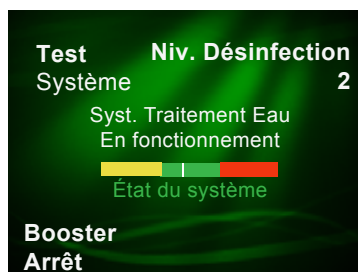 Test Niv. Désinfection
Système 2
Syst. Traitement Eau
En fonctionnement
État du système
Booster
Arrêt